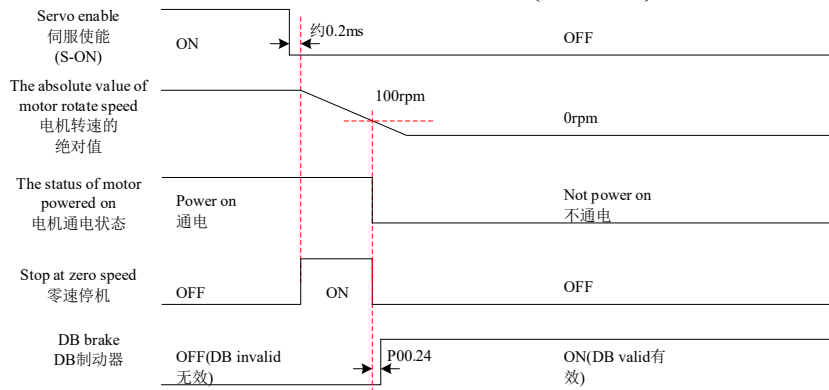 Servo enable
伺服使能
(S-ON)
ON
约0.2ms
OFF
The absolute value of
motor rotate speed
电机转速的
绝对值
100rpm
0rpm
The status of motor
powered on
电机通电状态
Power on
通电
Not power on
不通电
Stop at zero speed
零速停机
OFF
ON
OFF
DB brake
DB制动器
OFF(DB invalid
无效)
P00.24
ON(DB valid有
效)